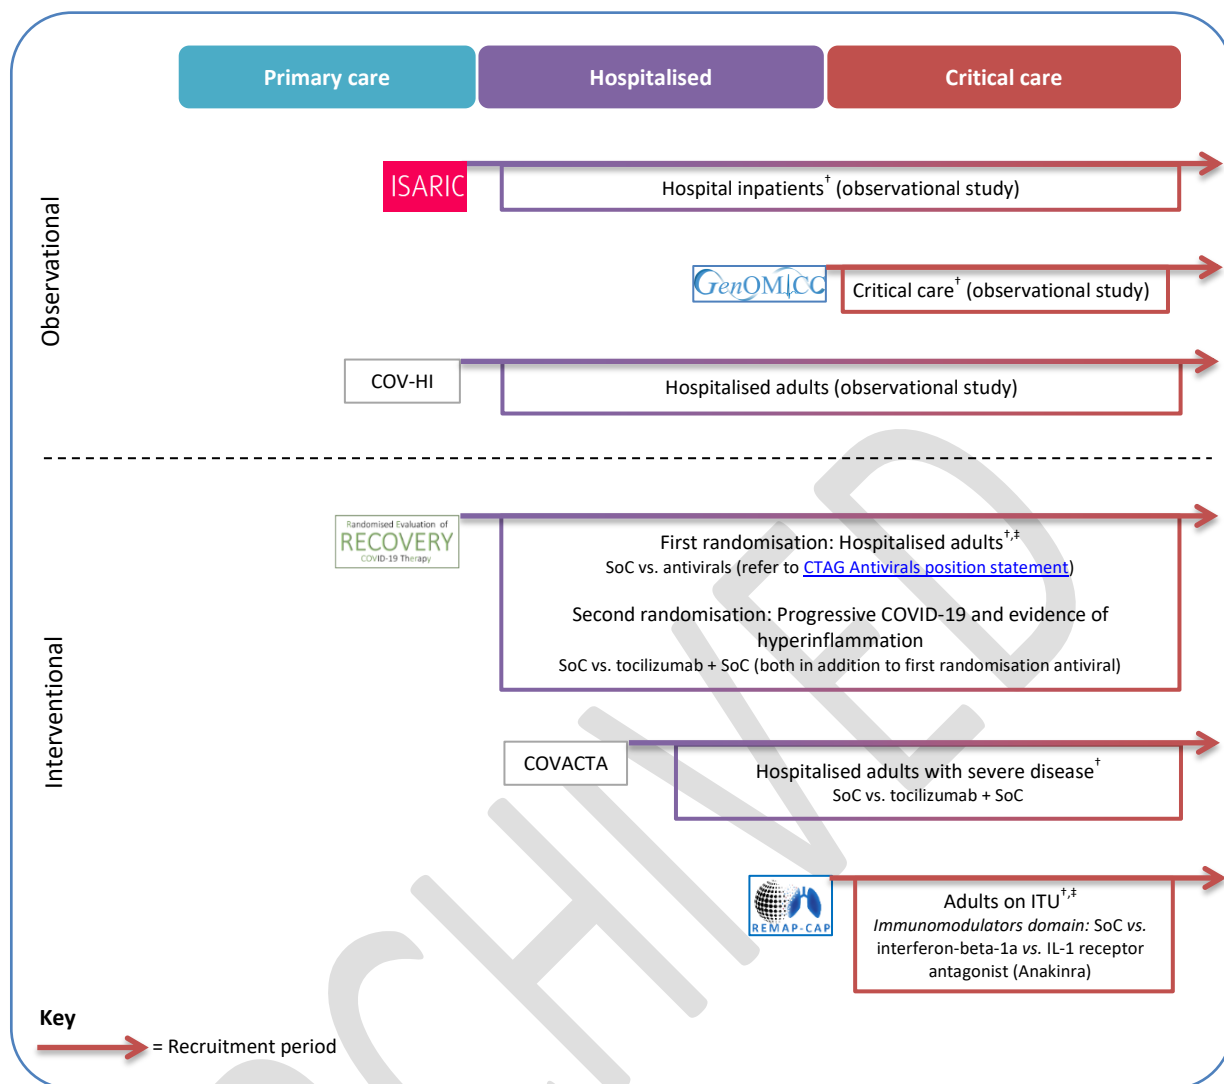 Primary care
Hospitalised
Critical care
Observational
ISARIC
Hospital inpatients† (observational study)
GenOMICC
Critical care† (observational study)
COV-HI
Hospitalised adults (observational study)
Interventional
Randomised Evaluation of
RECOVERY
COVID-19 Therapy
First randomisation: Hospitalised adults†,‡
SoC vs. antivirals (refer to CTAG Antivirals position statement)
Second randomisation: Progressive COVID-19 and evidence of
hyperinflammation
SoC vs. tocilizumab + SoC (both in addition to first randomisation antiviral)
COVACTA
Hospitalised adults with severe disease†
SoC vs. tocilizumab + SoC
REMAP-CAP
Adults on ITU†,‡
Immunomodulators domain: SoC vs.
interferon-beta-1a vs. IL-1 receptor
antagonist (Anakinra)
Key
= Recruitment period
RCHIVED